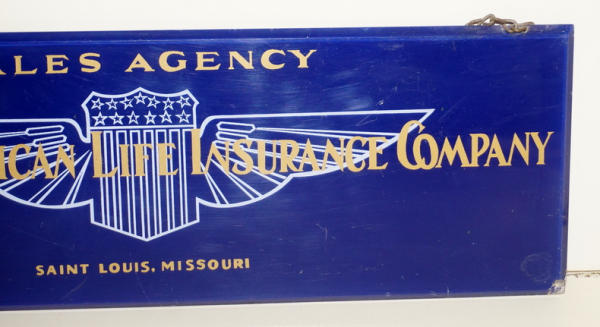 ALES AGENCY
ICAN LIFE INSURANCE COMPANY
SAINT LOUIS, MISSOURI